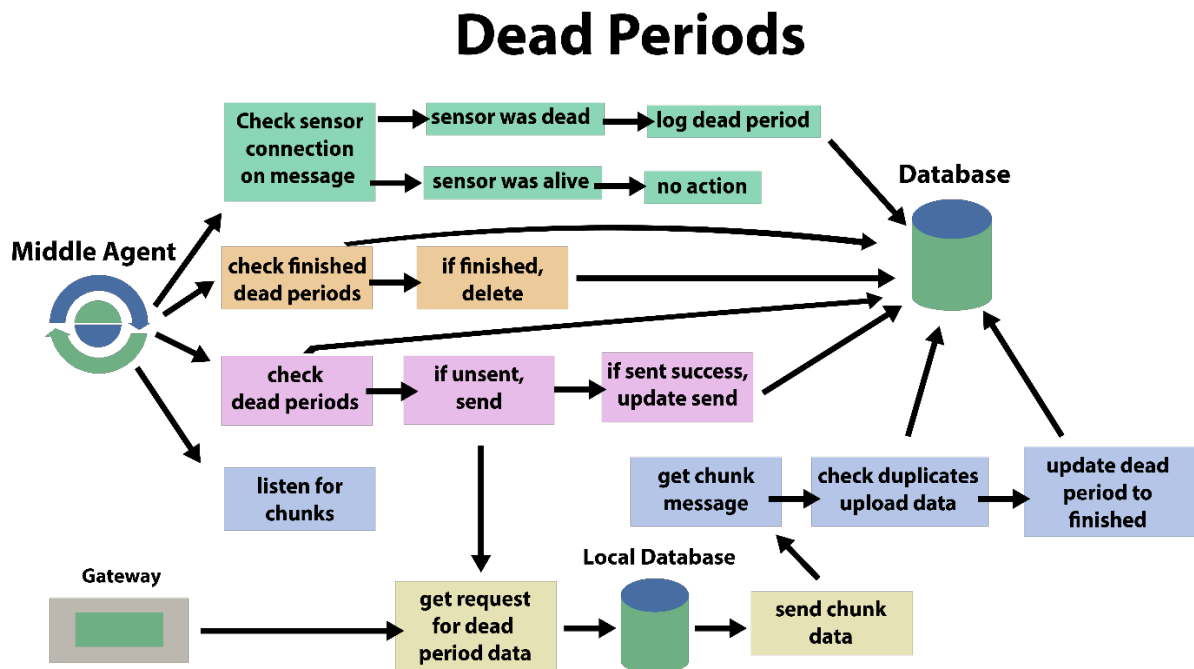 Dead Periods
Check sensor
connection
on message
sensor was dead
log dead period
sensor was alive
no action
Database
Middle Agent
check finished
dead periods
if finished,
delete
check
dead periods
if unsent,
send
if sent success,
update send
listen for
chunks
get chunk
message
check duplicates
upload data
update dead
period to
finished
Gateway
get request
for dead
period data
Local Database
send chunk
data